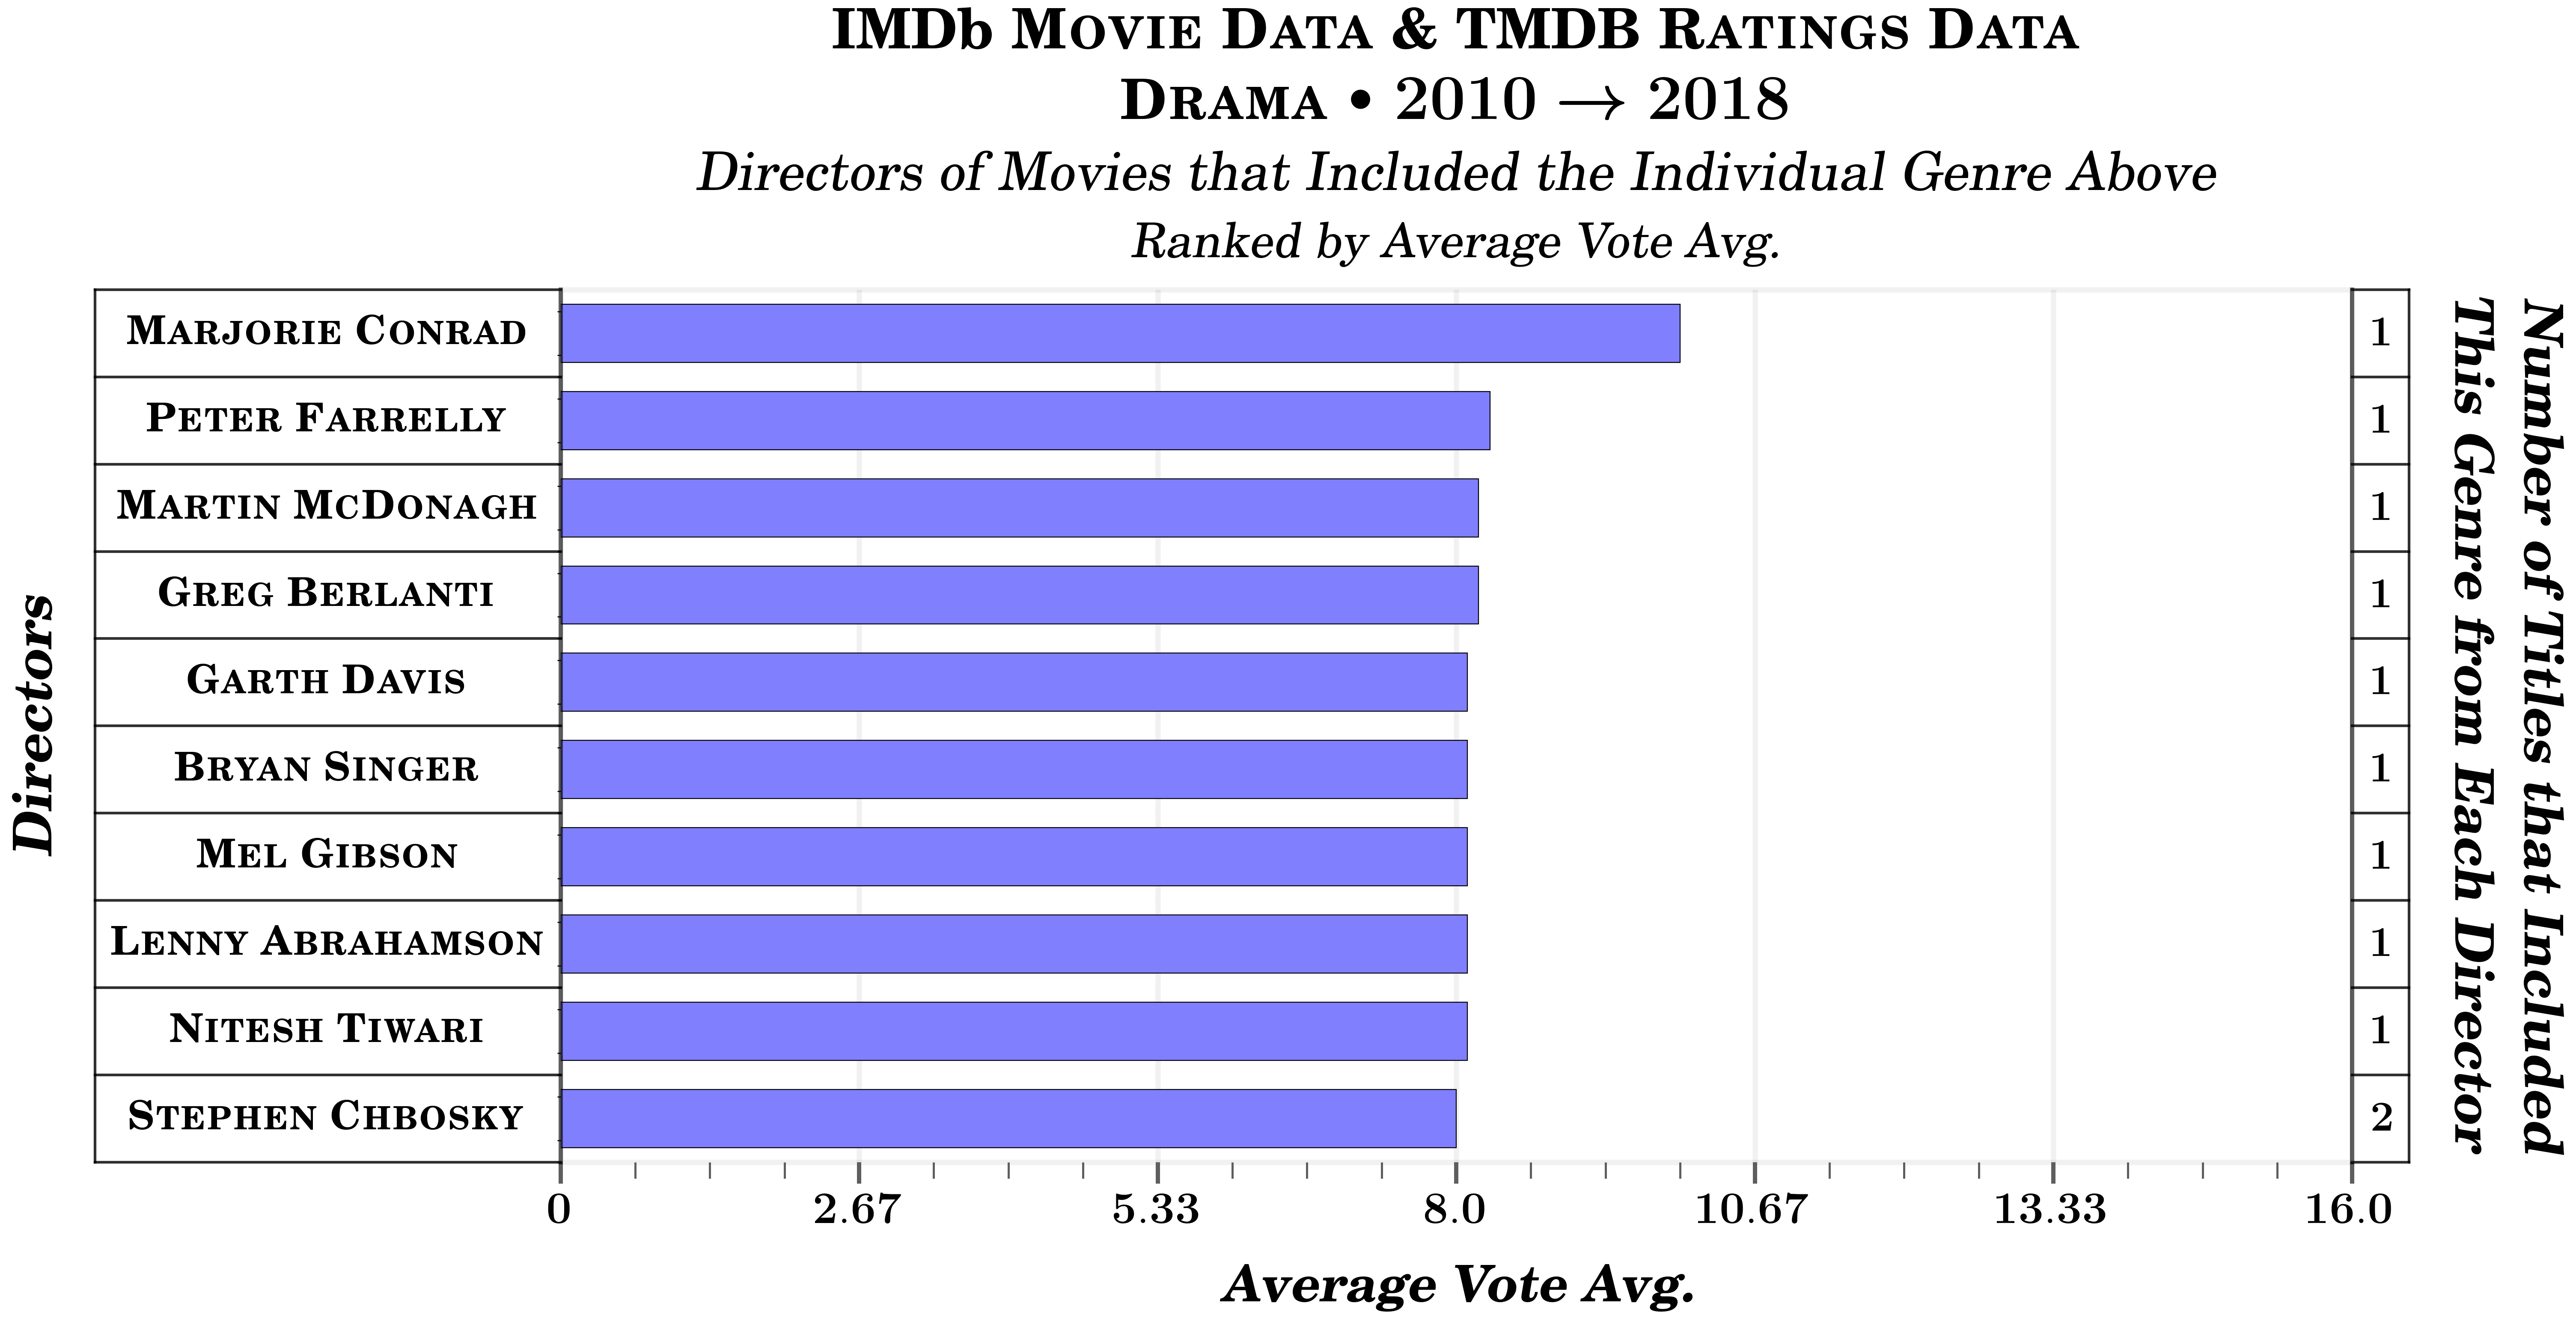 IMDb Movie Data & TMDB Ratings Data
Drama • 2010 → 2018
Directors of Movies that Included the Individual Genre Above
Ranked by Average Vote Avg.
Directors
Marjorie Conrad 1
Peter Farrelly 1
Martin McDonagh 1
Greg Berlanti 1
Garth Davis 1
Bryan Singer 1
Mel Gibson 1
Lenny Abrahamson 1
Nitesh Tiwari 1
Stephen Chbosky 2
Number of Titles that Included
This Genre from Each Director
0 2.67 5.33 8.0 10.67 13.33 16.0
Average Vote Avg.